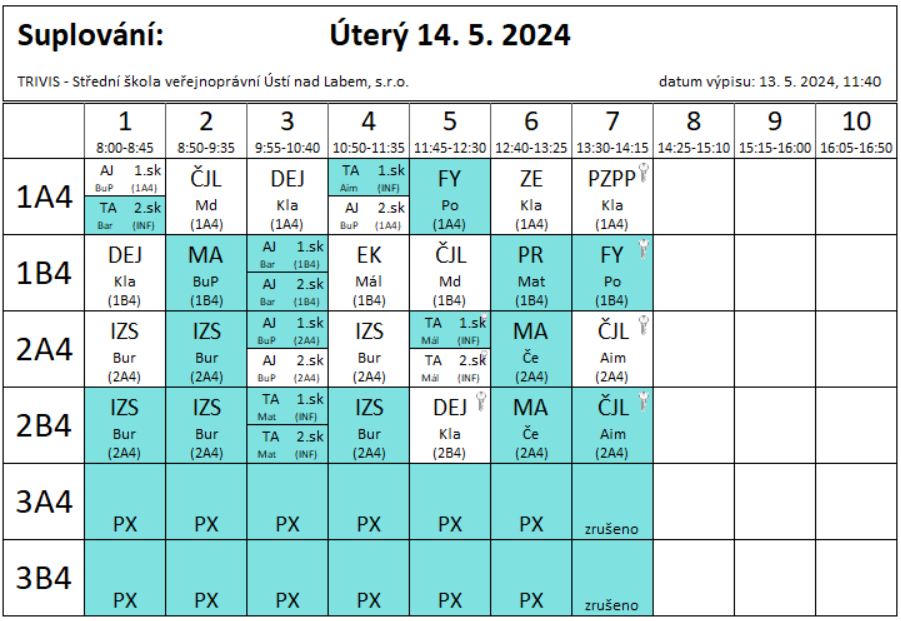 Suplování: Úterý 14. 5. 2024
TRIVIS - Střední škola veřejnoprávní Ústí nad Labem, s.r.o. datum výpisu: 13. 5. 2024, 11:40
1 2 3 4 5 6 7 8 9 10
8:00-8:45 8:50-9:35 9:55-10:40 10:50-11:35 11:45-12:30 12:40-13:25 13:30-14:15 14:25-15:10 15:15-16:00 16:05-16:50
1A4
AJ 1.sk
BuP (1A4)
TA 2.sk
Bar (INF)
ČJL
Md
(1A4)
DEJ
Kla
(1A4)
TA 1.sk
Aim (INF)
AJ 2.sk
BuP (1A4)
FY
Po
(1A4)
ZE
Kla
(1A4)
PZPP
Kla
(1A4)
1B4
DEJ
Kla
(1B4)
MA
BuP
(1B4)
AJ 1.sk
Bar (1B4)
AJ 2.sk
Bar (1B4)
EK
Mál
(1B4)
ČJL
Md
(1B4)
PR
Mat
(1B4)
FY
Po
(1B4)
2A4
IZS
Bur
(2A4)
IZS
Bur
(2A4)
AJ 1.sk
BuP (2A4)
AJ 2.sk
BuP (2A4)
IZS
Bur
(2A4)
TA 1.sk
Mál (INF)
TA 2.sk
Mál (INF)
MA
Če
(2A4)
ČJL
Aim
(2A4)
2B4
IZS
Bur
(2A4)
IZS
Bur
(2A4)
TA 1.sk
Mat (INF)
TA 2.sk
Mat (INF)
IZS
Bur
(2A4)
DEJ
Kla
(2B4)
MA
Če
(2A4)
ČJL
Aim
(2A4)
3A4
PX PX PX PX PX PX zrušeno
3B4
PX PX PX PX PX PX zrušeno